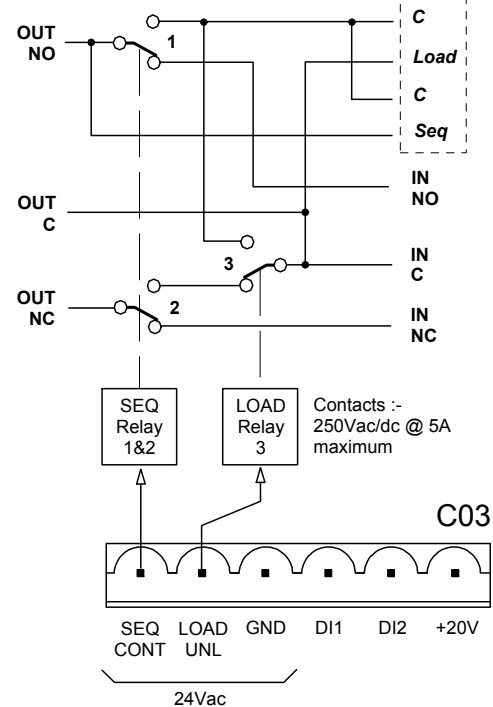 OUT
NO
1
C
Load
C
Seq
IN
NO
OUT
C
3
IN
C
OUT
NC
2
IN
NC
SEQ
Relay
1&2
LOAD
Relay
3
Contacts :-
250Vac/dc @ 5A
maximum
C03
SEQ
CONT
LOAD
UNL
GND
DI1
DI2
+20V
24Vac